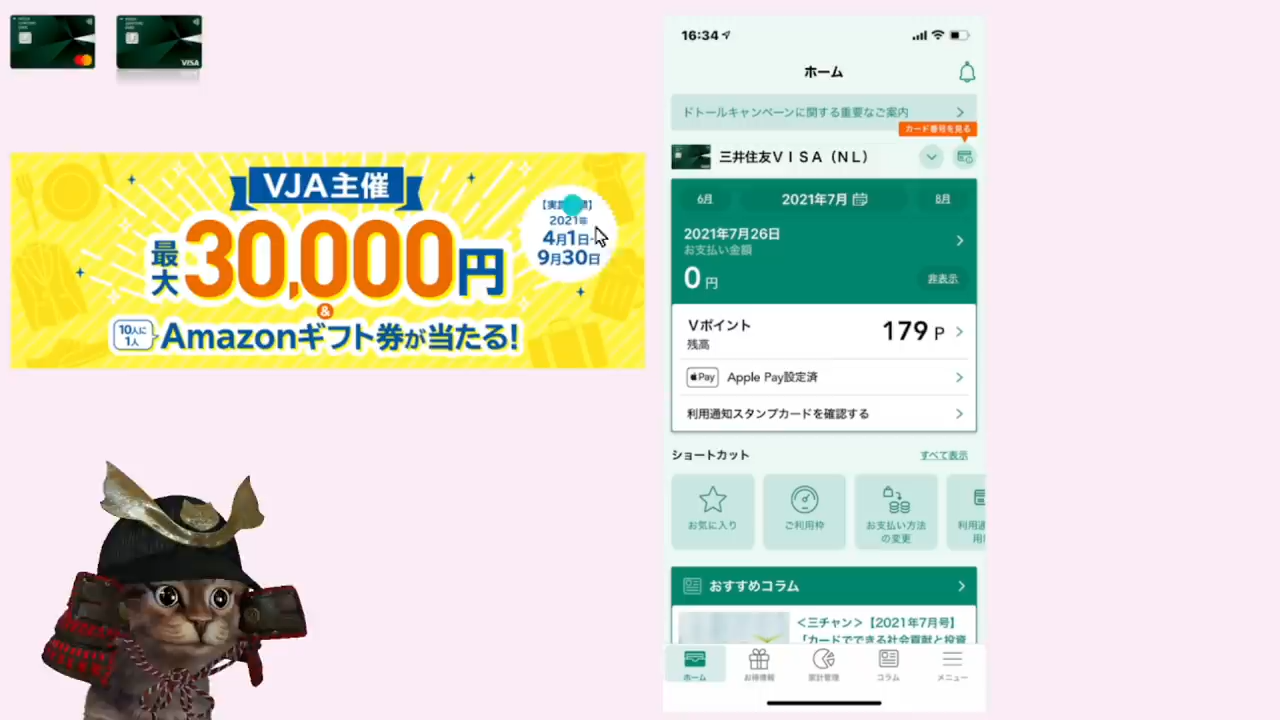 VISA
VJA主催
最大30,000円
&
10人に1人
Amazonギフト券が当たる!
2021年
4月1日~
9月30日
16:34
ホーム
ドトールキャンペーンに関する重要なご案内
カード番号を見る
三井住友VISA(NL)
6月
2021年7月
8月
2021年7月26日
お支払い金額
0円
非表示
Vポイント
残高
179 P
Pay
Apple Pay設定済
利用通知スタンプカードを確認する
ショートカット
すべて表示
お気に入り
ご利用枠
お支払い方法
の変更
おすすめコラム
<三チャン>【2021年7月号】
「カードでできる社会貢献と投資
ホーム
お得情報
家計管理
コラム
メニュー